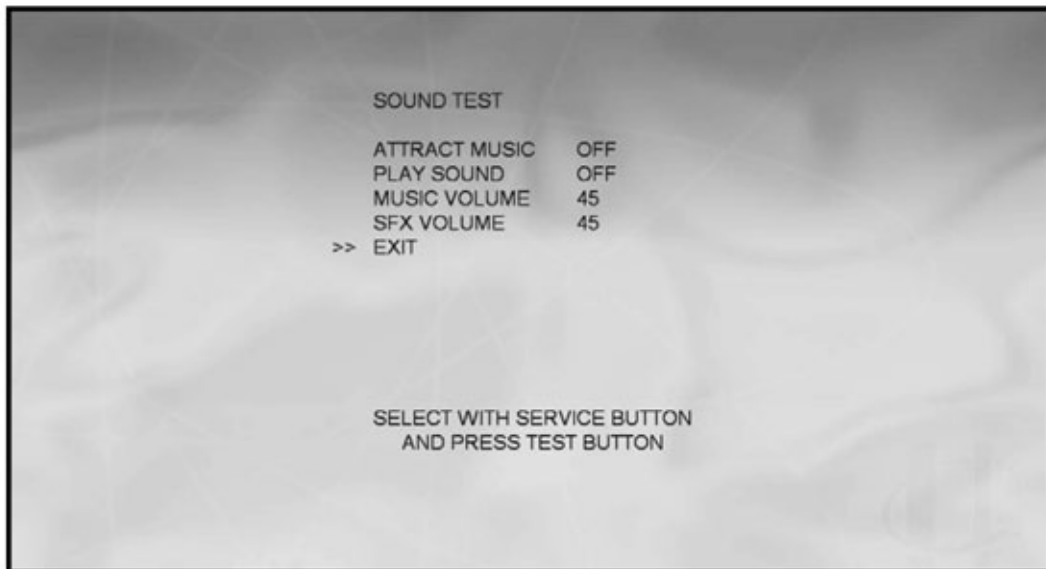 SOUND TEST
ATTRACT MUSIC OFF
PLAY SOUND OFF
MUSIC VOLUME 45
SFX VOLUME 45
>> EXIT
SELECT WITH SERVICE BUTTON
AND PRESS TEST BUTTON